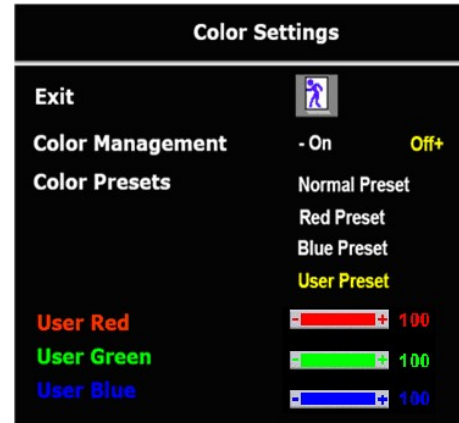 Color Settings
Exit
Color Management - On Off+
Color Presets Normal Preset
Red Preset
Blue Preset
User Preset
User Red - + 100
User Green - + 100
User Blue - + 100